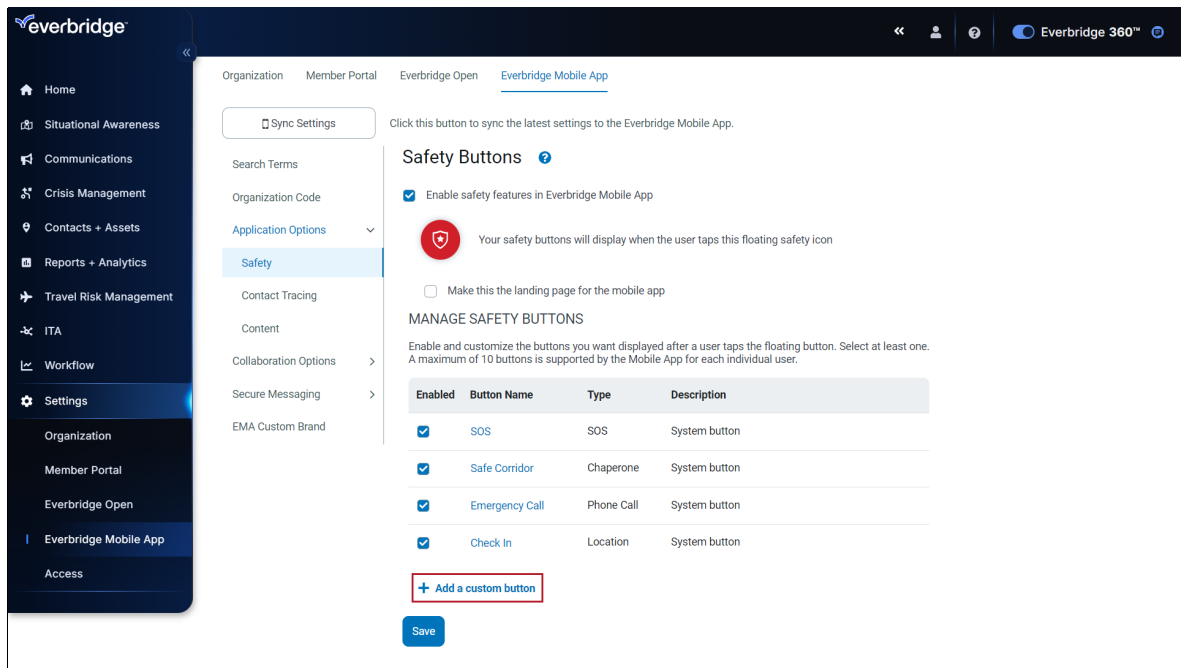 everbridge™
Everbridge 360™
Home
Situational Awareness
Communications
Crisis Management
Contacts + Assets
Reports + Analytics
Travel Risk Management
ITA
Workflow
Settings
Organization
Member Portal
Everbridge Open
Everbridge Mobile App
Access
Organization Member Portal Everbridge Open Everbridge Mobile App
Sync Settings Click this button to sync the latest settings to the Everbridge Mobile App.
Search Terms
Organization Code
Application Options
Safety
Contact Tracing
Content
Collaboration Options
Secure Messaging
EMA Custom Brand
Safety Buttons
Enable safety features in Everbridge Mobile App
Your safety buttons will display when the user taps this floating safety icon
Make this the landing page for the mobile app
MANAGE SAFETY BUTTONS
Enable and customize the buttons you want displayed after a user taps the floating button. Select at least one.
A maximum of 10 buttons is supported by the Mobile App for each individual user.
Enabled Button Name Type Description
SOS SOS System button
Safe Corridor Chaperone System button
Emergency Call Phone Call System button
Check In Location System button
+ Add a custom button
Save